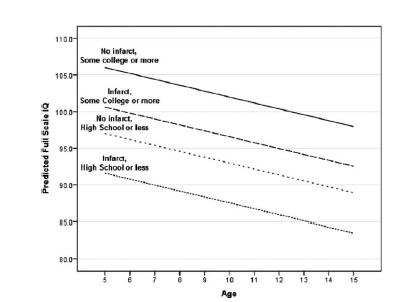 110.0
No infarct,
Some college or more
105.0
Infarct,
Some College or more
100.0
No infarct,
High School or less
95.0
Infarct,
High School or less
90.0
85.0
80.0
Predicted Full Scale IQ
5 6 7 8 9 10 11 12 13 14 15
Age